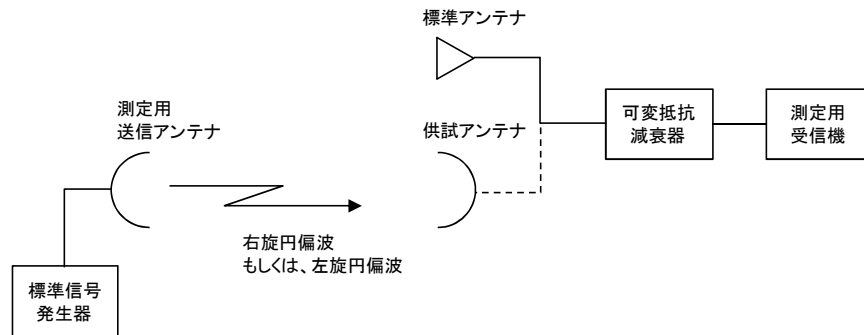 標準アンテナ
測定用
送信アンテナ
供試アンテナ
可変抵抗
減衰器
測定用
受信機
右旋円偏波
もしくは、左旋円偏波
標準信号
発生器